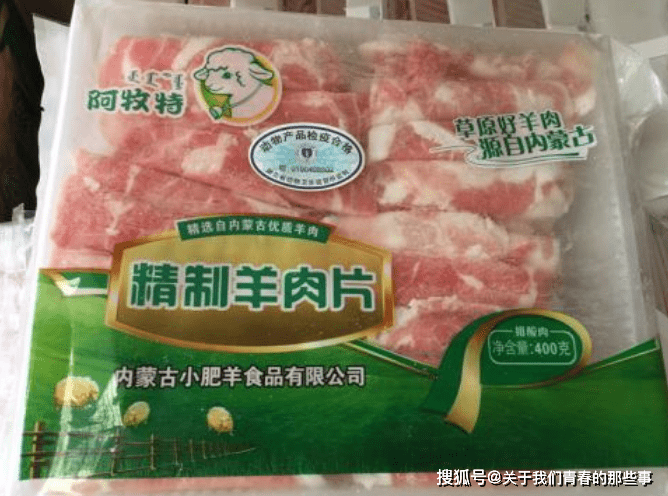 阿牧特
动物产品检疫合格
草原好羊肉
源自内蒙古
精选自内蒙古优质羊肉
精制羊肉片
排酸肉
净含量:400克
内蒙古小肥羊食品有限公司
搜狐号@关于我们青春的那些事